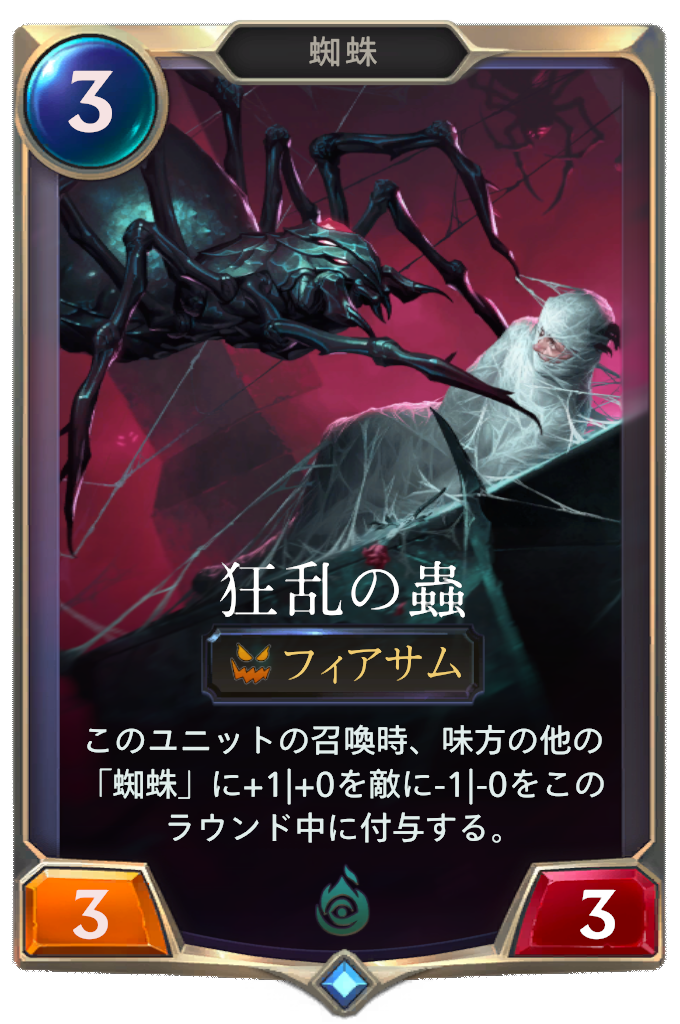 蜘蛛
3
狂乱の蟲
フィアサム
このユニットの召喚時、味方の他の
「蜘蛛」に+1|+0を敵に-1|-0をこの
ラウンド中に付与する。
3
3